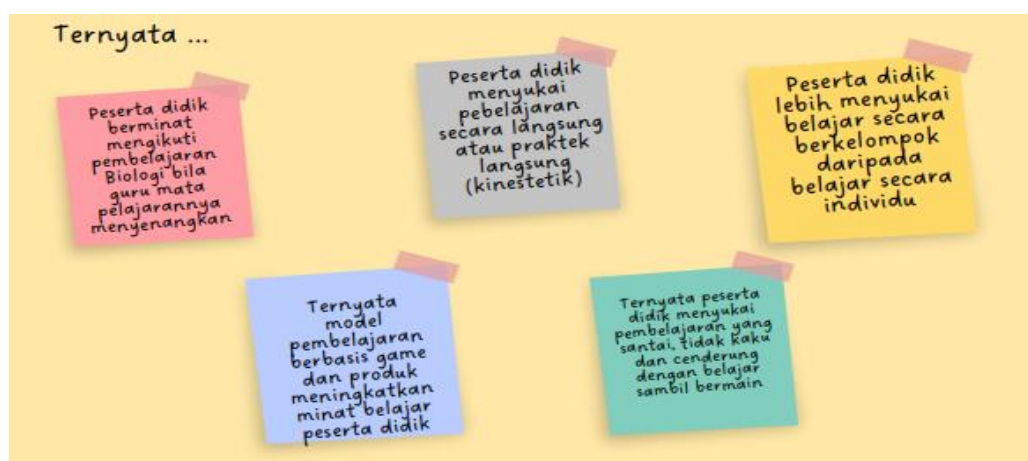 Ternyata ...
Peserta didik
berminat
mengikuti
pembelajaran
Biologi bila
guru mata
pelajarannya
menyenangkan
Peserta didik
menyukai
pebelajaran
secara langsung
atau praktek
langsung
(kinestetik)
Peserta didik
lebih menyukai
belajar secara
berkelompok
daripada
belajar secara
individu
Ternyata
model
pembelajaran
berbasis game
dan produk
meningkatkan
minat belajar
peserta didik
Ternyata peserta
didik menyukai
pembelajaran yang
santai, tidak kaku
dan cenderung
dengan belajar
sambil bermain